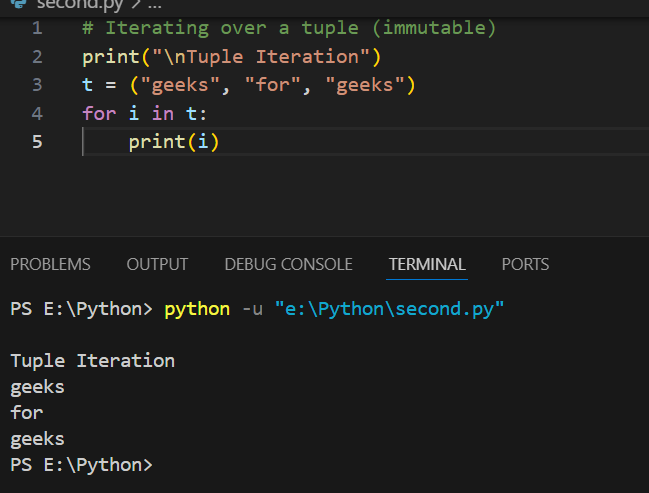 second.py > ...
1 # Iterating over a tuple (immutable)
2 print("\nTuple Iteration")
3 t = ("geeks", "for", "geeks")
4 for i in t:
5     print(i)
PROBLEMS OUTPUT DEBUG CONSOLE TERMINAL PORTS
PS E:\Python> python -u "e:\Python\second.py"
Tuple Iteration
geeks
for
geeks
PS E:\Python>